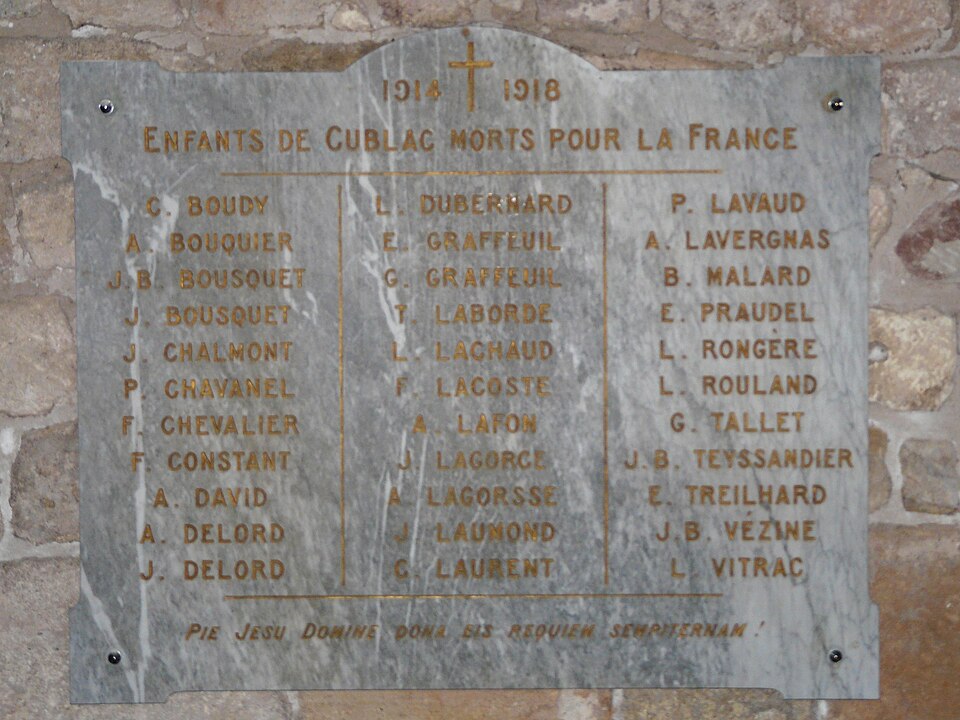 1914 1918
ENFANTS DE CUBLAC MORTS POUR LA FRANCE
C. BOUDY
A. BOUQUIER
J.B. BOUSQUET
J. BOUSQUET
J. CHALMONT
P. CHAVANEL
F. CHEVALIER
F. CONSTANT
A. DAVID
A. DELORD
J. DELORD
L. DUBERNARD
E. GRAFFEUIL
G. GRAFFEUIL
T. LABORDE
L. LACHAUD
F. LACOSTE
A. LAFON
J. LAGORCE
A. LAGORSSE
J. LAUMOND
G. LAURENT
P. LAVAUD
A. LAVERGNAS
B. MALARD
E. PRAUDEL
L. RONGÈRE
L. ROULAND
G. TALLET
J.B. TEYSSANDIER
E. TREILHARD
J.B. VÉZINE
L. VITRAC
PIE JESU DOMINE DONA EIS REQUIEM SEMPITERNAM !